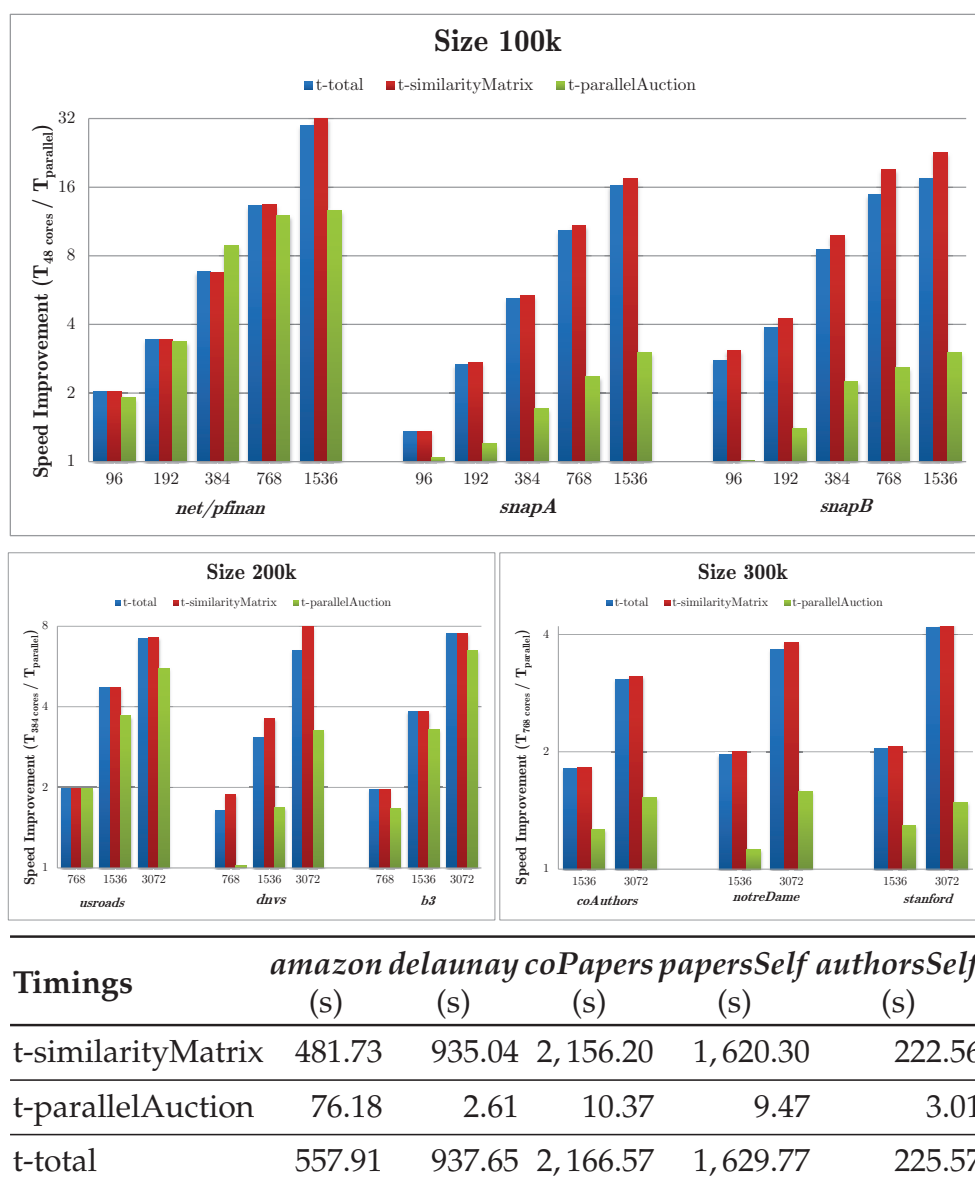 Size 100k
t-total t-similarityMatrix t-parallelAuction
Speed Improvement (T48 cores / Tparallel)
32
16
8
4
2
1
96 192 384 768 1536 96 192 384 768 1536 96 192 384 768 1536
net/pfinan snapA snapB
Size 200k
t-total t-similarityMatrix t-parallelAuction
Speed Improvement (T384 cores / Tparallel)
8
4
2
1
768 1536 3072 768 1536 3072 768 1536 3072
usroads dnvs b3
Size 300k
t-total t-similarityMatrix t-parallelAuction
Speed Improvement (T768 cores / Tparallel)
4
2
1
1536 3072 1536 3072 1536 3072
coAuthors notreDame stanford
Timings amazon delaunay coPapers papersSelf authorsSelf
(s) (s) (s) (s) (s)
t-similarityMatrix 481.73 935.04 2,156.20 1,620.30 222.56
t-parallelAuction 76.18 2.61 10.37 9.47 3.01
t-total 557.91 937.65 2,166.57 1,629.77 225.57